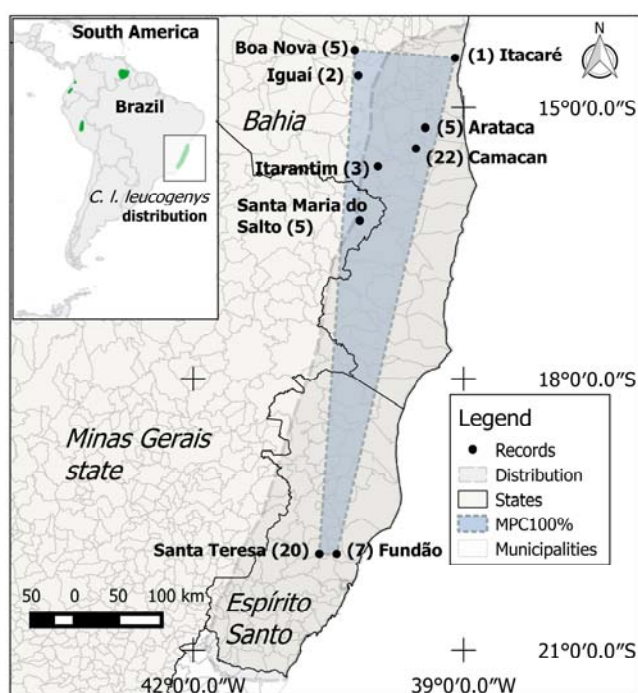 South America
Brazil
C. l. leucogenys
distribution
Boa Nova (5)
(1) Itacaré
N
Iguaí (2)
15°0′0.0″S
Bahia
(5) Arataca
(22) Camacan
Itarantim (3)
Santa Maria do
Salto (5)
18°0′0.0″S
Minas Gerais
state
Legend
Records
Distribution
States
MPC100%
Municipalities
Santa Teresa (20)
(7) Fundão
50 0 50 100 km
Espírito
Santo
21°0′0.0″S
42°0′0.0″W
39°0′0.0″W